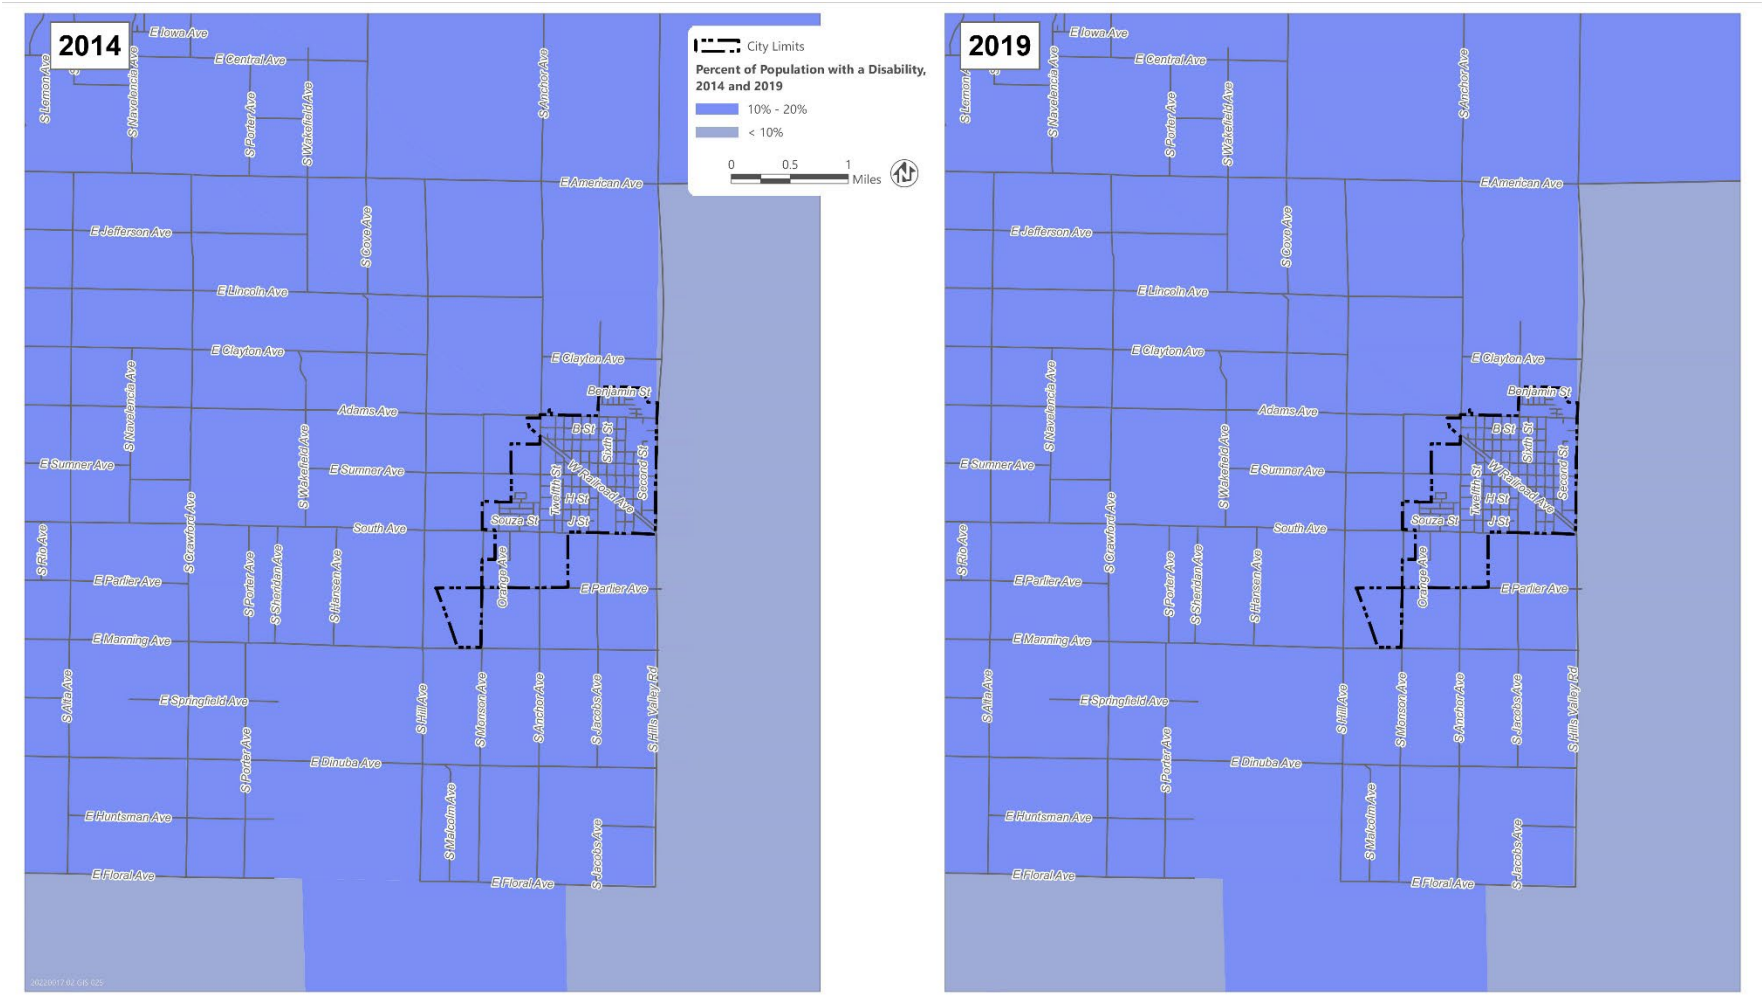 2014
E Iowa Ave
E Central Ave
S Lemon Ave
S
S Navelencia Ave
S Porter Ave
S Wakefield Ave
S Anchor Ave
E American Ave
E Jefferson Ave
S Cove Ave
E Lincoln Ave
E Clayton Ave
E Clayton Ave
S Navelencia Ave
Benjamin St
Adams Ave
B St
Sixth St
S Wakefield Ave
E Sumner Ave
E Sumner Ave
W Railroad Ave
Second St
Twelfth St
H St
S Crawford Ave
Souza St
J St
South Ave
S Rio Ave
S Porter Ave
S Sheridan Ave
S Hansen Ave
Orange Ave
E Parlier Ave
E Parlier Ave
E Manning Ave
S Alta Ave
E Springfield Ave
S Hill Ave
S Monson Ave
S Anchor Ave
S Jacobs Ave
S Hills Valley Rd
S Porter Ave
E Dinuba Ave
E Huntsman Ave
S Malcolm Ave
S Jacobs Ave
E Floral Ave
E Floral Ave
20220017.02 GIS 025
City Limits
Percent of Population with a Disability,
2014 and 2019
10% - 20%
< 10%
0 0.5 1
Miles
N
2019
E Iowa Ave
E Central Ave
S Lemon A
S
S Navelencia Ave
S Porter Ave
S Wakefield Ave
S Anchor Ave
E American Ave
E Jefferson Ave
S Cove Ave
E Lincoln Ave
E Clayton Ave
E Clayton Ave
S Navelencia Ave
Benjamin St
Adams Ave
B St
Sixth St
S Wakefield Ave
E Sumner Ave
E Sumner Ave
W Railroad Ave
Second St
Twelfth St
H St
S Crawford Ave
Souza St
J St
South Ave
S Rio Ave
S Porter Ave
S Sheridan Ave
S Hansen Ave
Orange Ave
E Parlier Ave
E Parlier Ave
E Manning Ave
S Alta Ave
E Springfield Ave
S Hill Ave
S Monson Ave
S Anchor Ave
S Jacobs Ave
S Hills Valley Rd
S Porter Ave
E Dinuba Ave
E Huntsman Ave
S Malcolm Ave
S Jacobs Ave
E Floral Ave
E Floral Ave